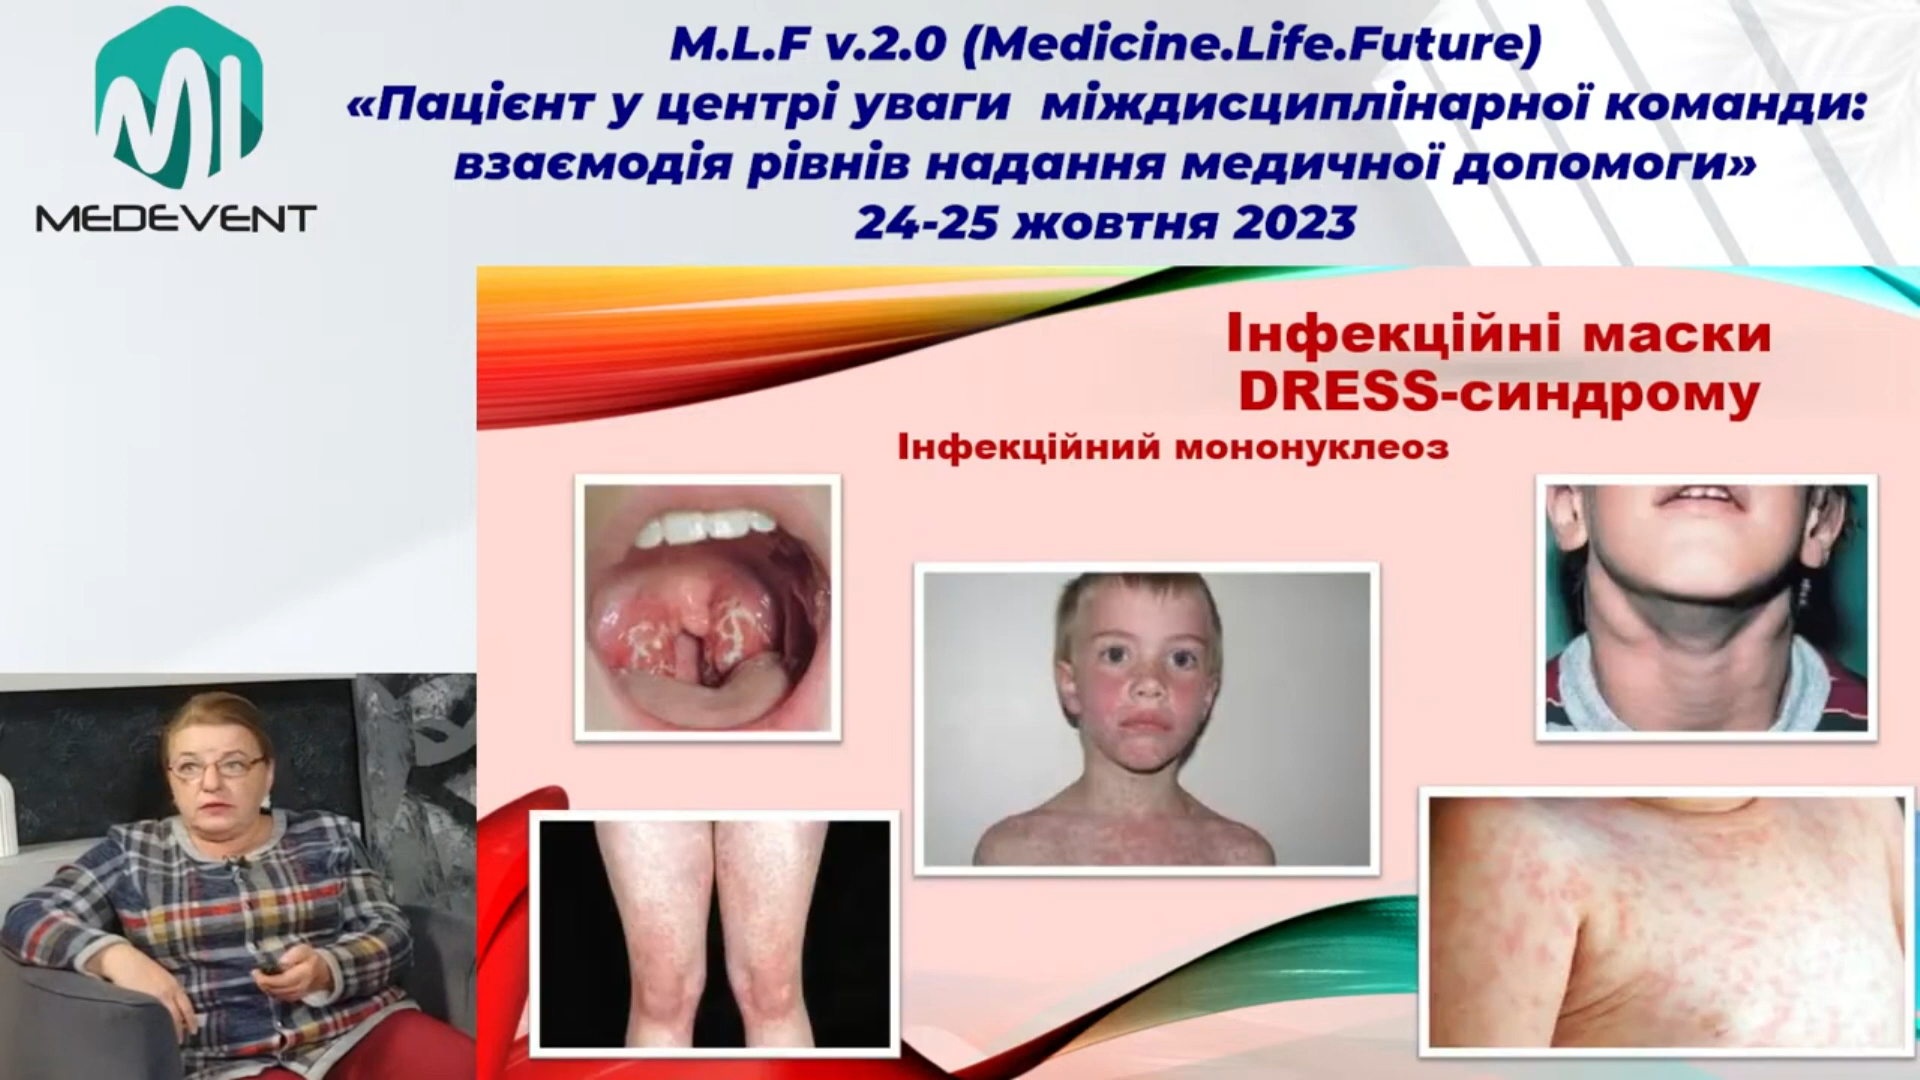 M.L.F v.2.0 (Medicine.Life.Future)
«Пацієнт у центрі уваги міждисциплінарної команди:
взаємодія рівнів надання медичної допомоги»
24-25 жовтня 2023
MEDEVENT
Інфекційні маски
DRESS-синдрому
Інфекційний мононуклеоз